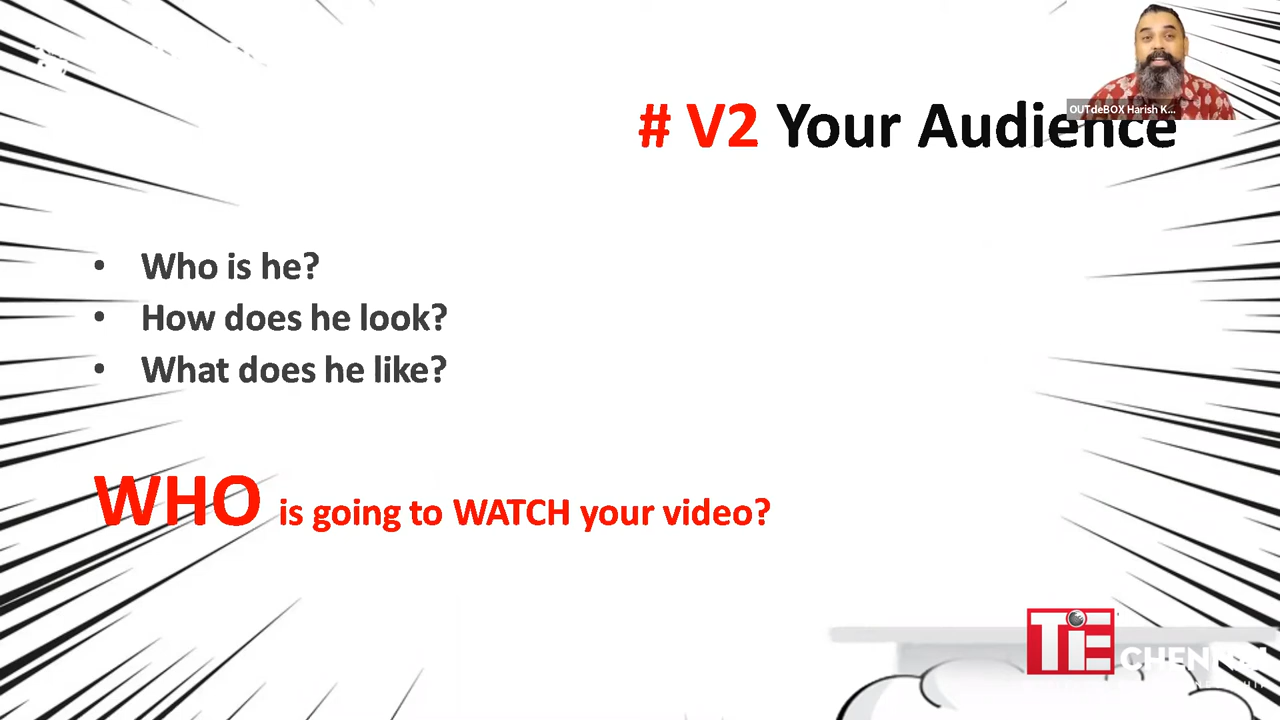 OUTdeBOX Harish K...
# V2 Your Audience
• Who is he?
• How does he look?
• What does he like?
WHO is going to WATCH your video?
TiE